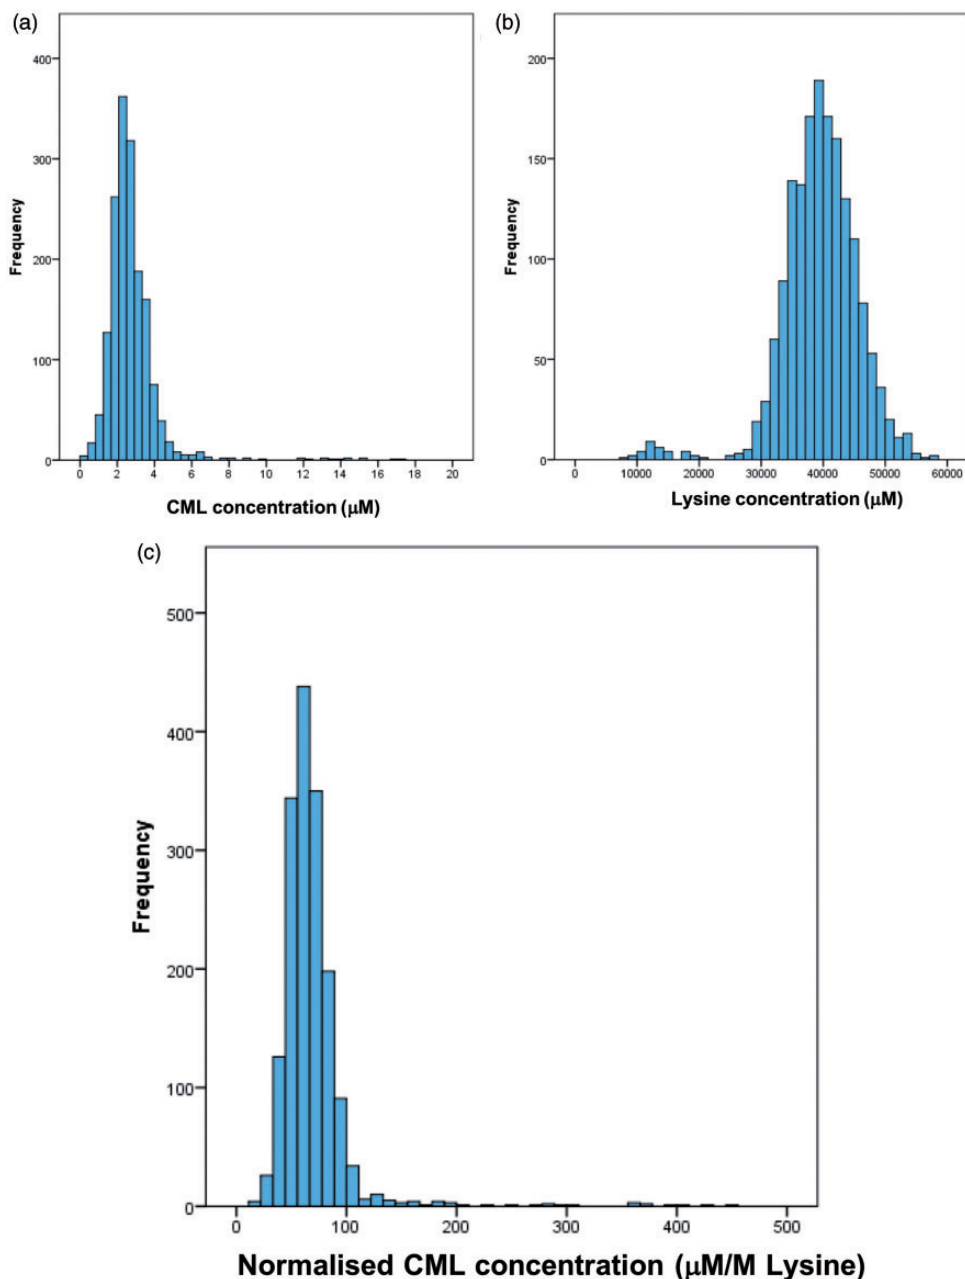 (a)
400
300
200
100
0
Frequency
0 2 4 6 8 10 12 14 16 18 20
CML concentration (μM)
(b)
200
150
100
50
0
Frequency
0 10000 20000 30000 40000 50000 60000
Lysine concentration (μM)
(c)
500
400
300
200
100
0
Frequency
0 100 200 300 400 500
Normalised CML concentration (μM/M Lysine)